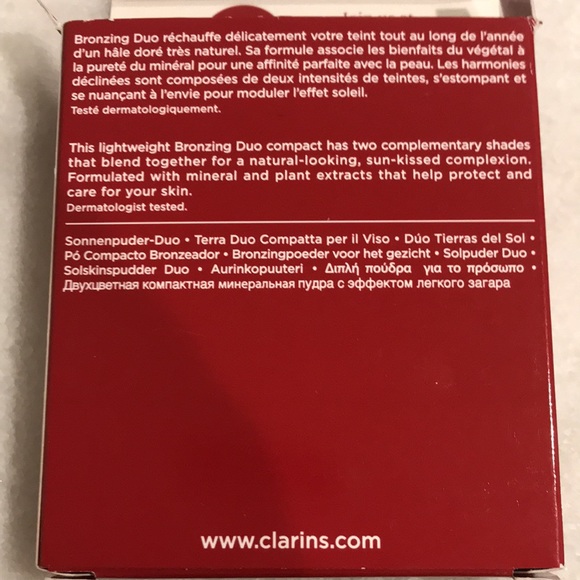 Bronzing Duo réchauffe délicatement votre teint tout au long de l'année
d'un hâle doré très naturel. Sa formule associe les bienfaits du végétal à
la pureté du minéral pour une affinité parfaite avec la peau. Les harmonies
déclinées sont composées de deux intensités de teintes, s'estompant et
se nuançant à l'envie pour moduler l'effet soleil.
Testé dermatologiquement.
This lightweight Bronzing Duo compact has two complementary shades
that blend together for a natural-looking, sun-kissed complexion.
Formulated with mineral and plant extracts that help protect and
care for your skin.
Dermatologist tested.
Sonnenpuder-Duo • Terra Duo Compatta per il Viso • Dúo Tierras del Sol •
Pó Compacto Bronzeador • Bronzingpoeder voor het gezicht • Solpuder Duo •
Solskinspudder Duo • Aurinkopuuteri • Διπλή πούδρα για το πρόσωπο •
Двухцветная компактная минеральная пудра с эффектом легкого загара
www.clarins.com